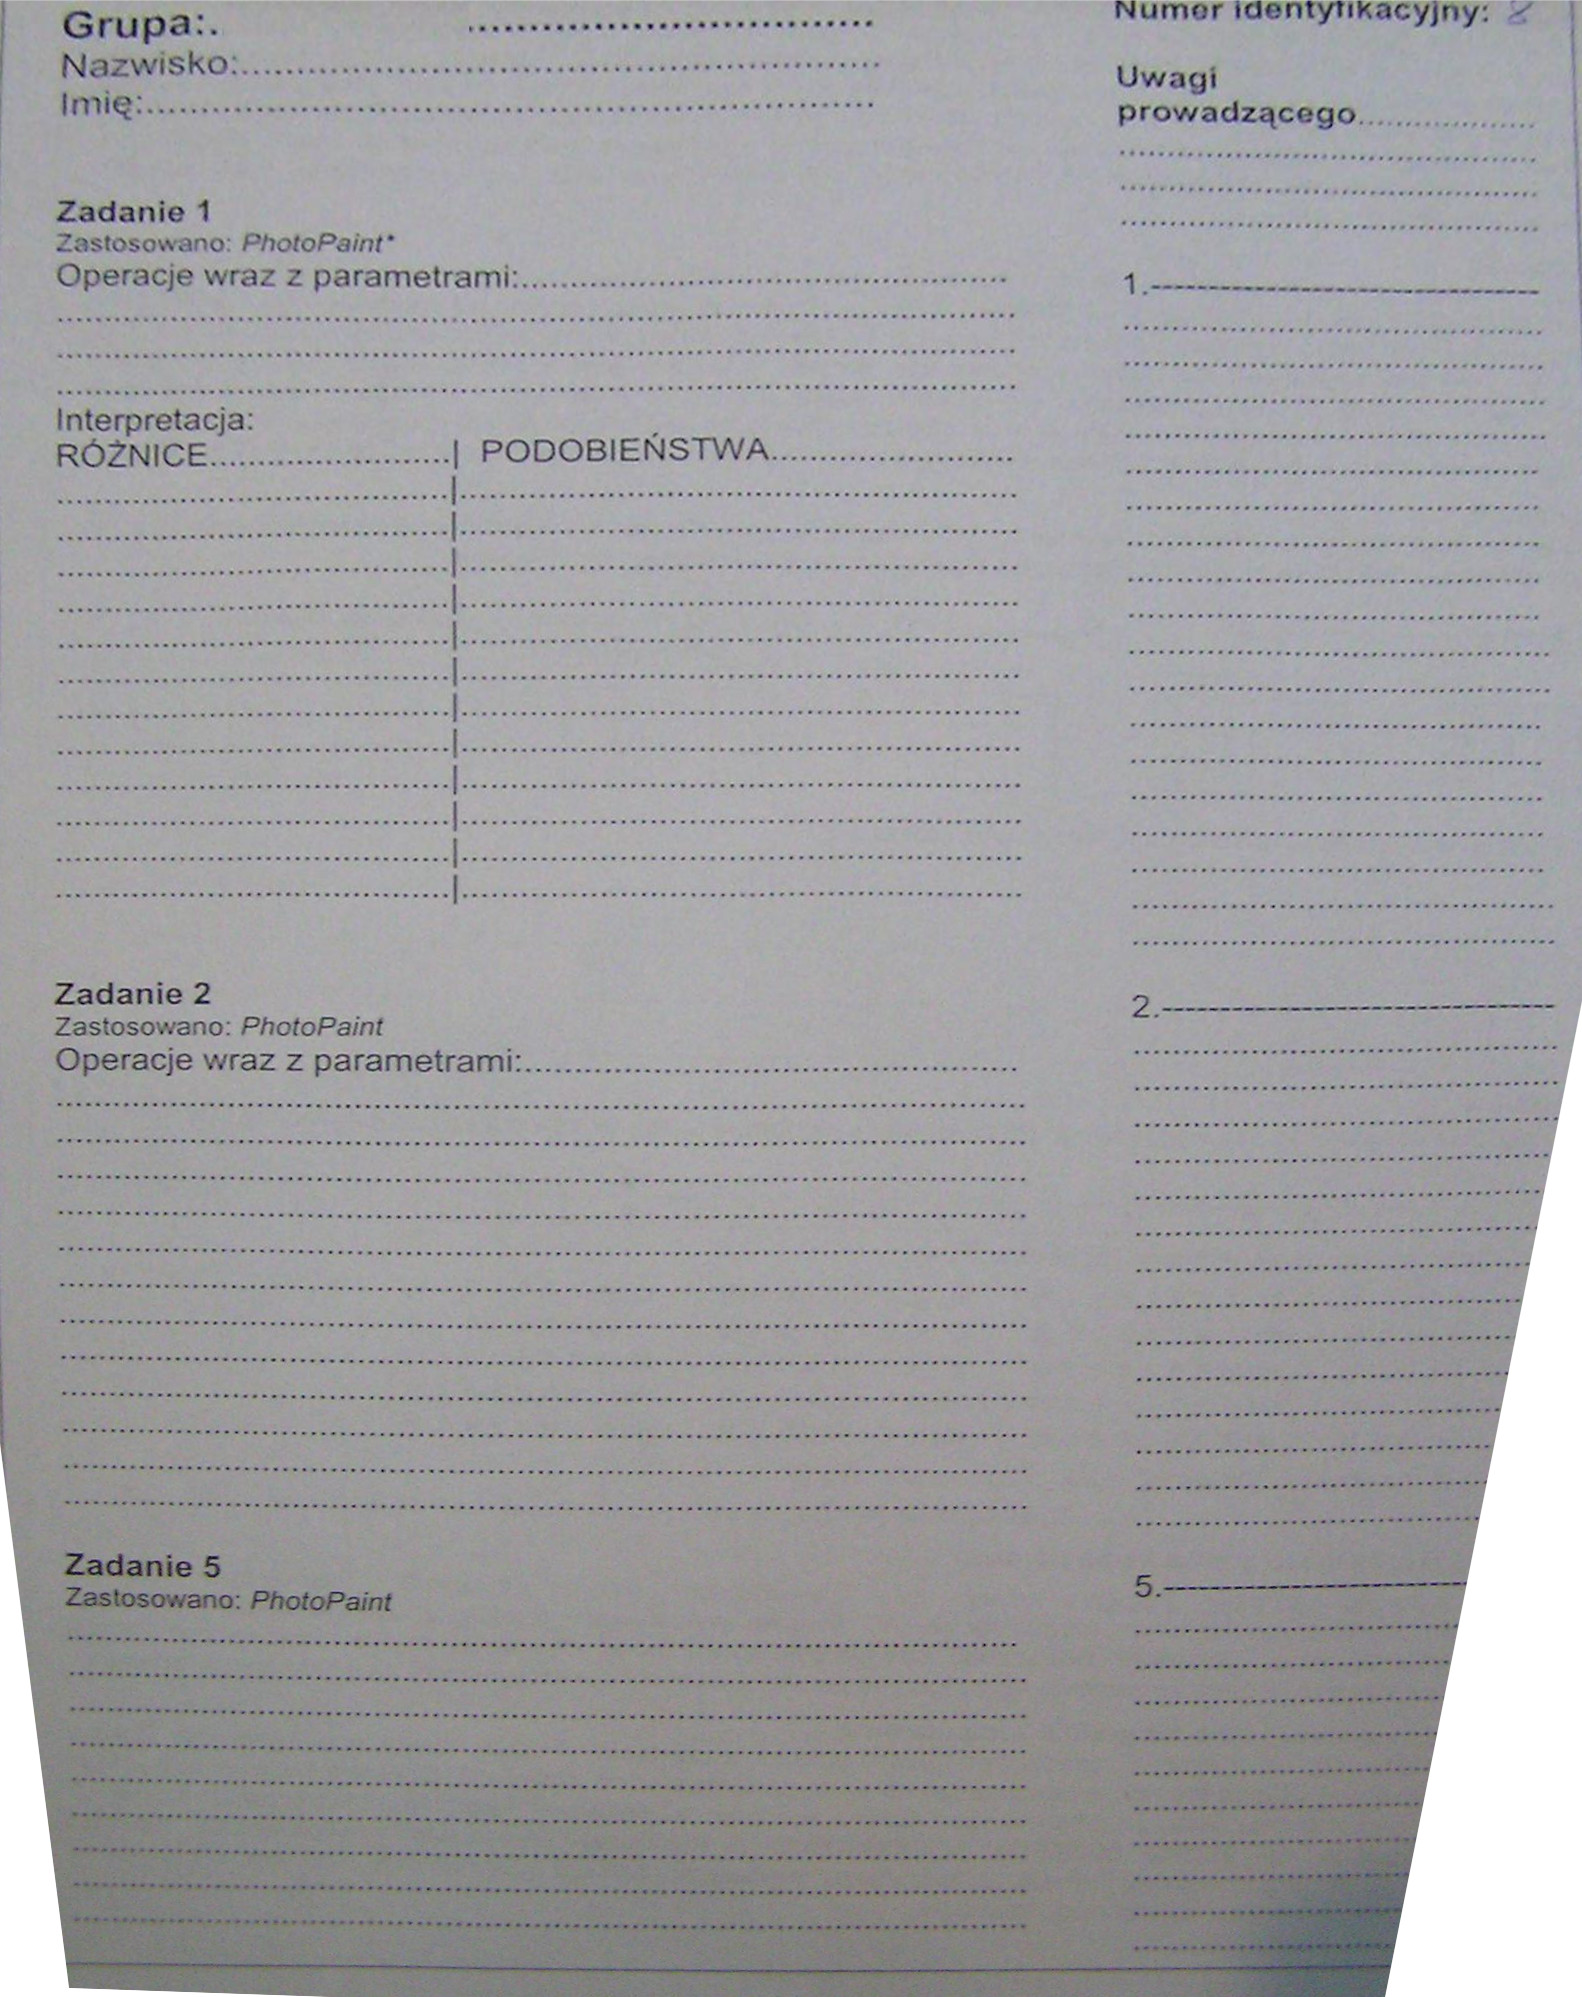 Grupa:. ........................................
Nazwisko:.......................................................
Imię:...............................................................
Zadanie 1
Zastosowano: PhotoPaint*
Operacje wraz z parametrami:..................................................
Interpretacja:
RÓŻNICE.........................| PODOBIEŃSTWA.........................
Zadanie 2
Zastosowano: PhotoPaint
Operacje wraz z parametrami:..................................................
Zadanie 5
Zastosowano: PhotoPaint
Numer identyfikacyjny:
Uwagi
prowadzącego....................
1.---------------------------------
2.---------------------------------
5.---------------------------------